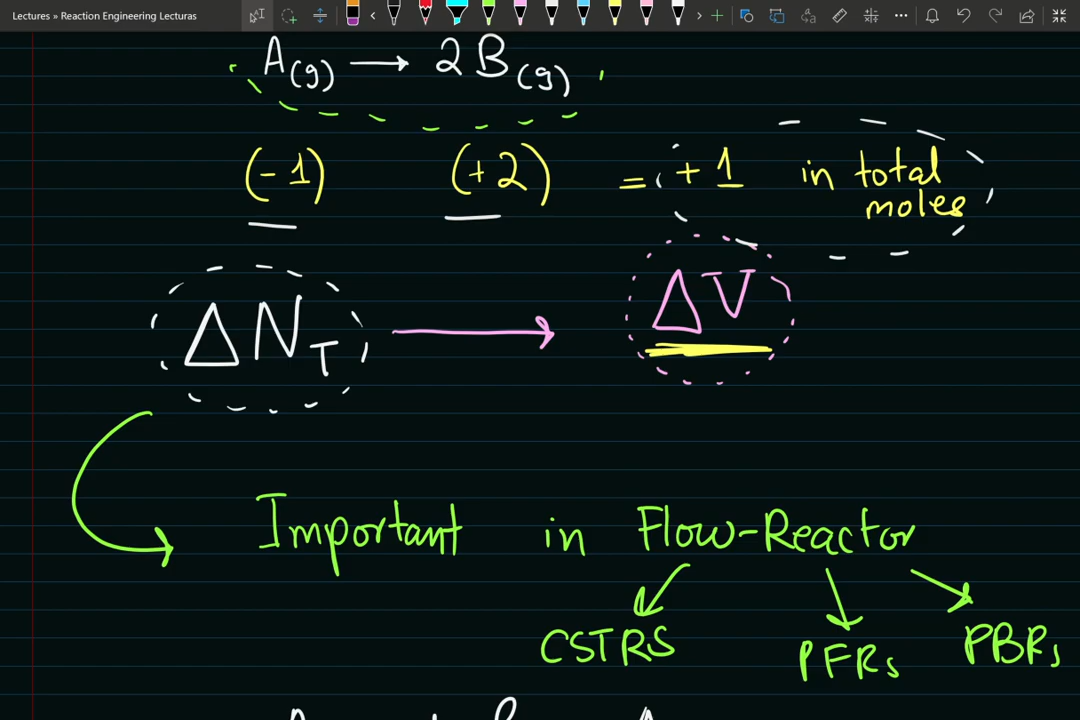 Lectures » Reaction Engineering Lecturas
A(g) → 2B(g)
(-1) (+2) = +1 in total moles
ΔN_T → ΔV
Important in Flow-Reactor
CSTRS PFRs PBRs